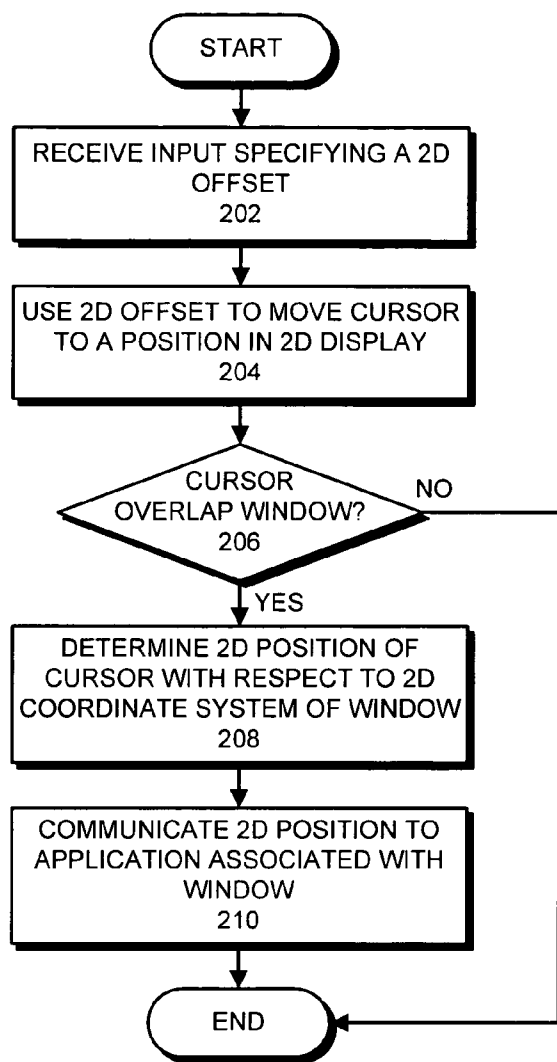 START
RECEIVE INPUT SPECIFYING A 2D
OFFSET
202
USE 2D OFFSET TO MOVE CURSOR
TO A POSITION IN 2D DISPLAY
204
CURSOR
OVERLAP WINDOW?
206
NO
YES
DETERMINE 2D POSITION OF
CURSOR WITH RESPECT TO 2D
COORDINATE SYSTEM OF WINDOW
208
COMMUNICATE 2D POSITION TO
APPLICATION ASSOCIATED WITH
WINDOW
210
END